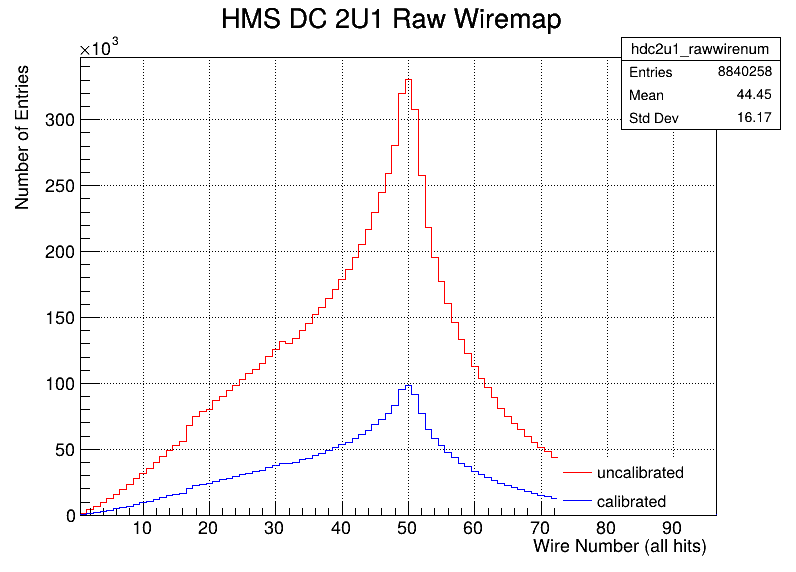 HMS DC 2U1 Raw Wiremap
×10³
hdc2u1_rawwirenum
Entries 8840258
Mean 44.45
Std Dev 16.17
Number of Entries
300
250
200
150
100
50
0
uncalibrated
calibrated
10 20 30 40 50 60 70 80 90
Wire Number (all hits)